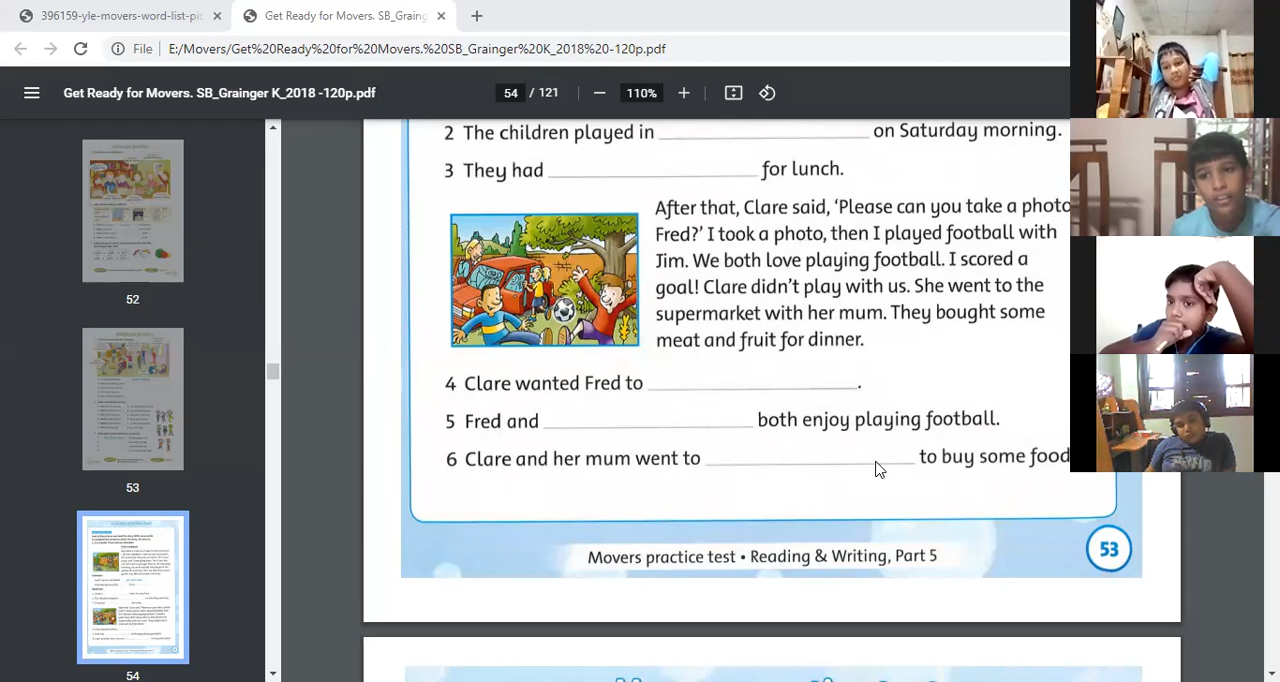 396159-yle-movers-word-list-pi
Get Ready for Movers. SB_Graing
File E:/Movers/Get%20Ready%20for%20Movers.%20SB_Grainger%20K_2018%20-120p.pdf
Get Ready for Movers. SB_Grainger K_2018 -120p.pdf
54 / 121
110%
52
53
54
2 The children played in ______ on Saturday morning.
3 They had ______ for lunch.
After that, Clare said, ‘Please can you take a photo
Fred?’ I took a photo, then I played football with
Jim. We both love playing football. I scored a
goal! Clare didn’t play with us. She went to the
supermarket with her mum. They bought some
meat and fruit for dinner.
4 Clare wanted Fred to ______.
5 Fred and ______ both enjoy playing football.
6 Clare and her mum went to ______ to buy some food
Movers practice test • Reading & Writing, Part 5
53